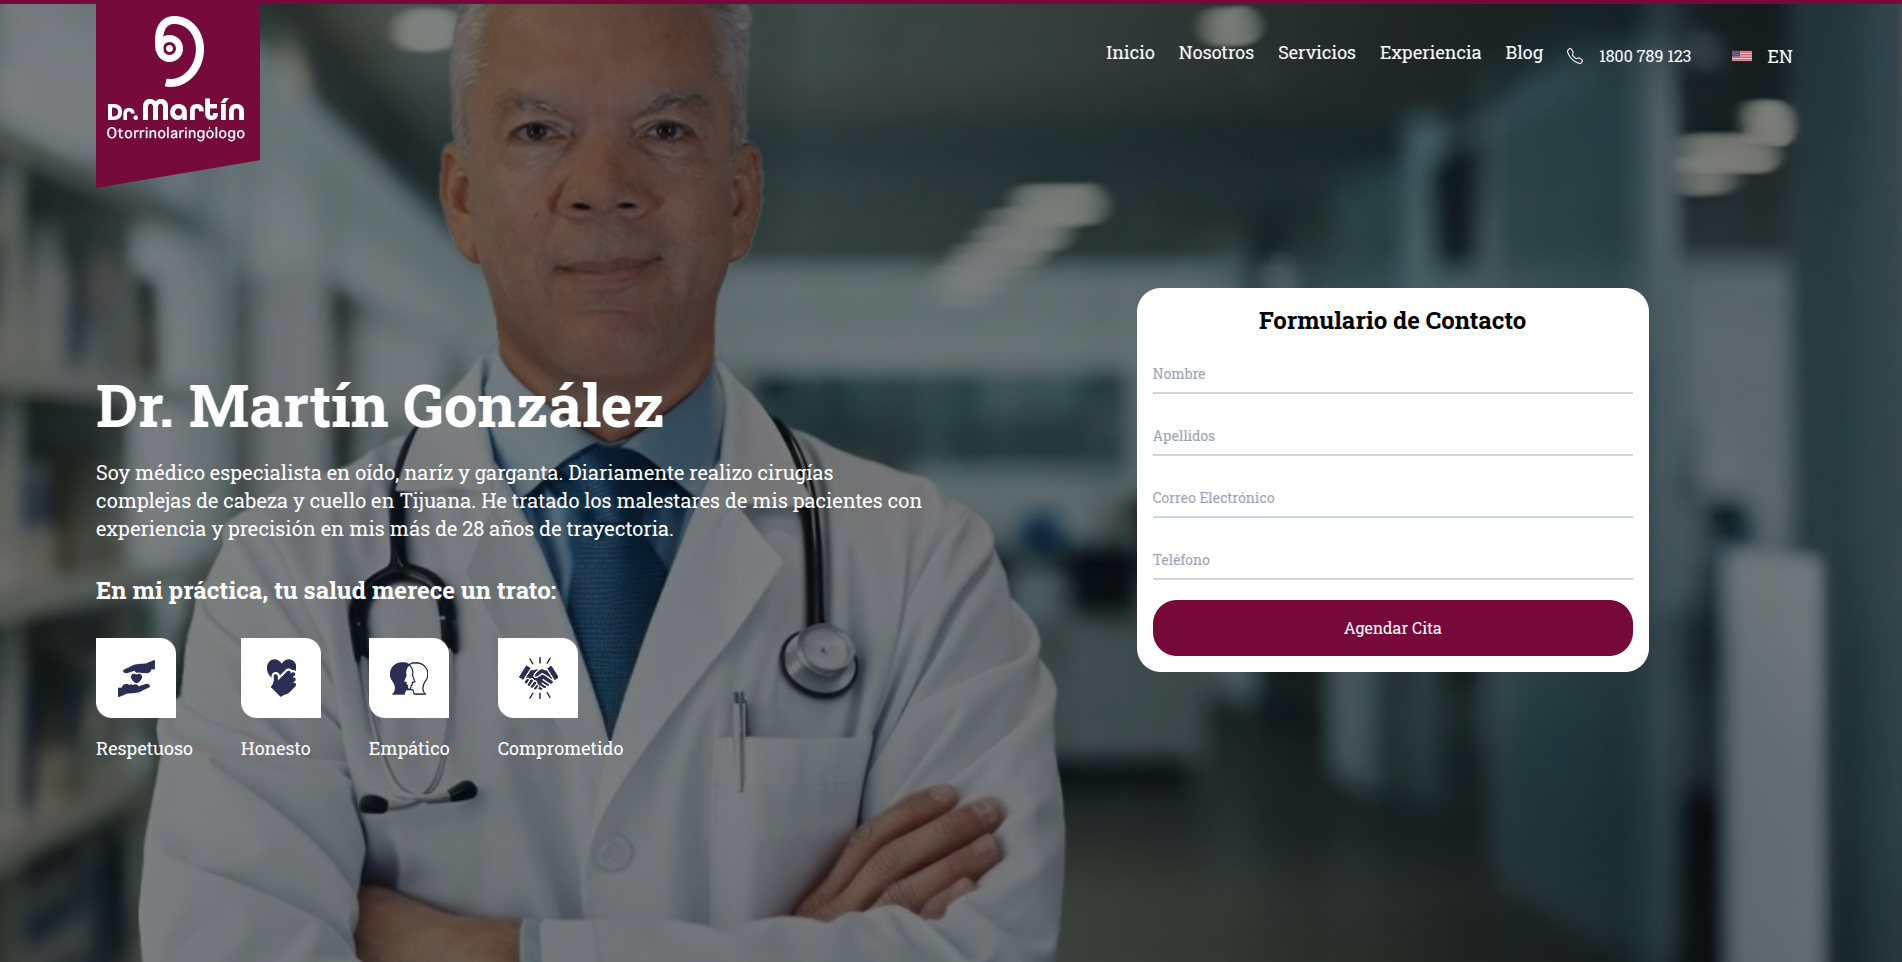 Dr. Martín
Otorrinolaringólogo
Inicio Nosotros Servicios Experiencia Blog 1800 789 123 EN
Dr. Martín González
Soy médico especialista en oído, naríz y garganta. Diariamente realizo cirugías
complejas de cabeza y cuello en Tijuana. He tratado los malestares de mis pacientes con
experiencia y precisión en mis más de 28 años de trayectoria.
En mi práctica, tu salud merece un trato:
Respetuoso Honesto Empático Comprometido
Formulario de Contacto
Nombre
Apellidos
Correo Electrónico
Teléfono
Agendar Cita